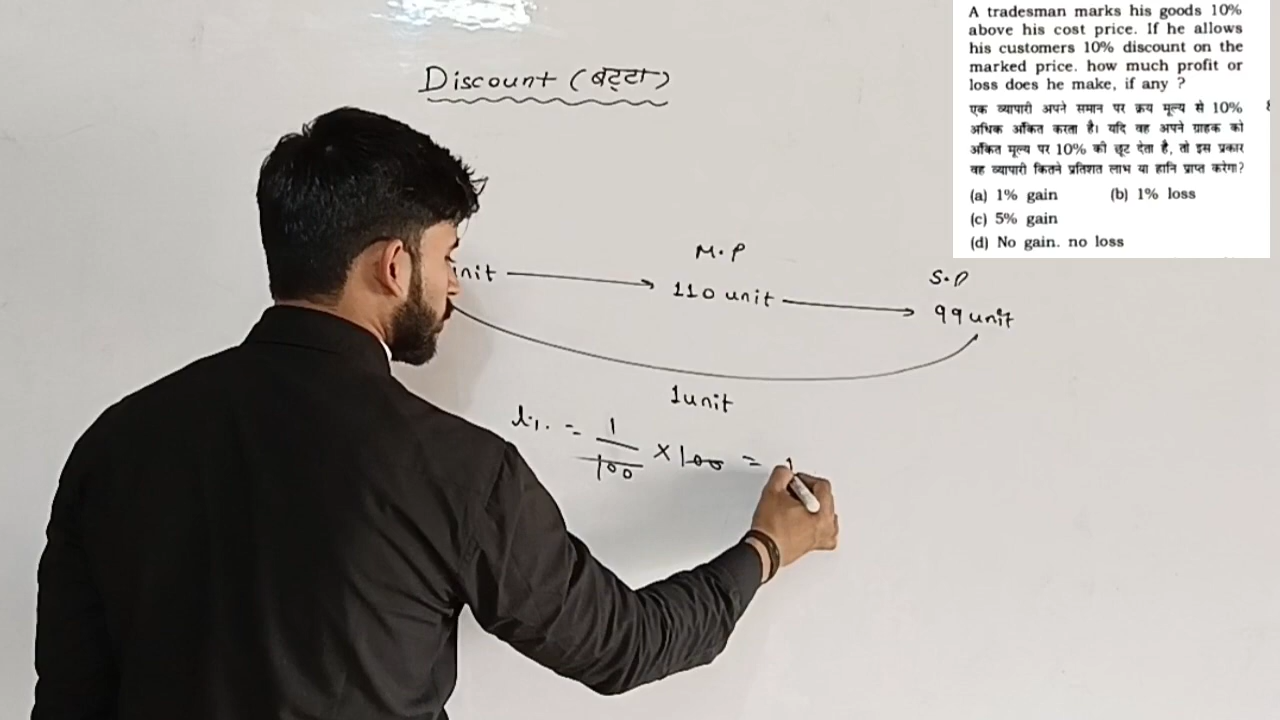 Discount (बट्टा)
A tradesman marks his goods 10%
above his cost price. If he allows
his customers 10% discount on the
marked price. how much profit or
loss does he make, if any ?
एक व्यापारी अपने समान पर क्रय मूल्य से 10%
अधिक अंकित करता है। यदि वह अपने ग्राहक को
अंकित मूल्य पर 10% की छूट देता है, तो इस प्रकार
वह व्यापारी कितने प्रतिशत लाभ या हानि प्राप्त करेगा?
(a) 1% gain (b) 1% loss
(c) 5% gain
(d) No gain. no loss
M.P
S.P
nit → 110 unit → 99 unit
1 unit
l%. = 1/100 × 100 = 1